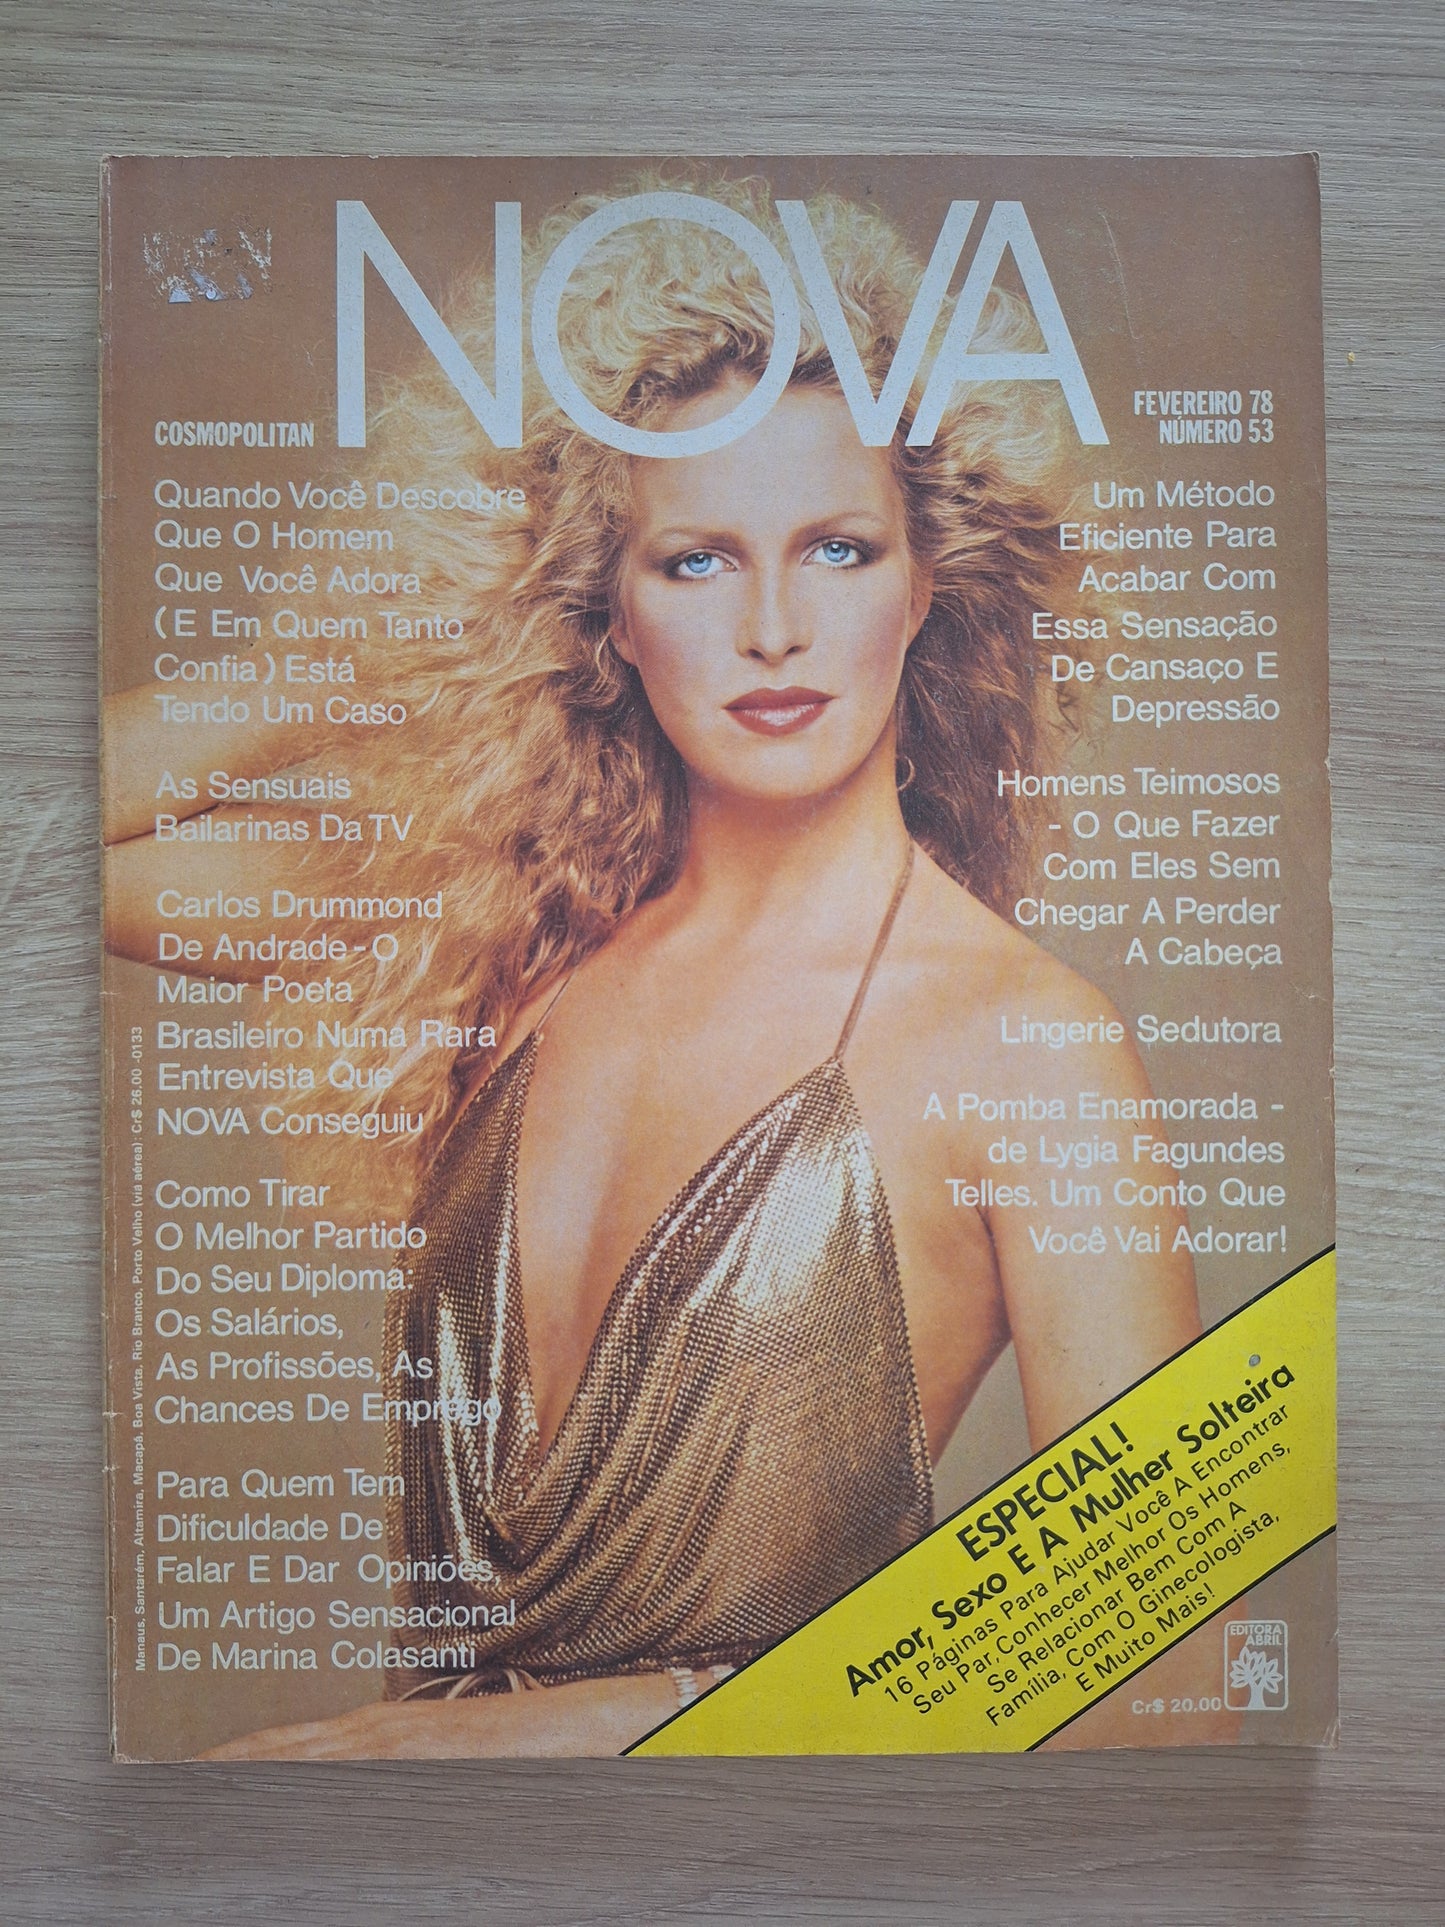 NOVA
COSMOPOLITAN
FEVEREIRO 78
NÚMERO 53
Quando Você Descobre
Que O Homem
Que Você Adora
(E Em Quem Tanto
Confia) Está
Tendo Um Caso
As Sensuais
Bailarinas Da TV
Carlos Drummond
De Andrade - O
Maior Poeta
Brasileiro Numa Rara
Entrevista Que
NOVA Conseguiu
Como Tirar
O Melhor Partido
Do Seu Diploma:
Os Salários,
As Profissões, As
Chances De Emprego
Para Quem Tem
Dificuldade De
Falar E Dar Opiniões,
Um Artigo Sensacional
De Marina Colasanti
Um Método
Eficiente Para
Acabar Com
Essa Sensação
De Cansaço E
Depressão
Homens Teimosos
- O Que Fazer
Com Eles Sem
Chegar A Perder
A Cabeça
Lingerie Sedutora
A Pomba Enamorada -
de Lygia Fagundes
Telles. Um Conto Que
Você Vai Adorar!
ESPECIAL!
Amor, Sexo E A Mulher Solteira
16 Páginas Para Ajudar Você A Encontrar
Seu Par, Conhecer Melhor Os Homens,
Se Relacionar Bem Com A
Família, Com O Ginecologista,
E Muito Mais!
Cr$ 20,00
EDITORA
ABRIL
Manaus, Santarém, Altamira, Macapá, Boa Vista, Rio Branco, Porto Velho (via aérea): Cr$ 26,00 -0133